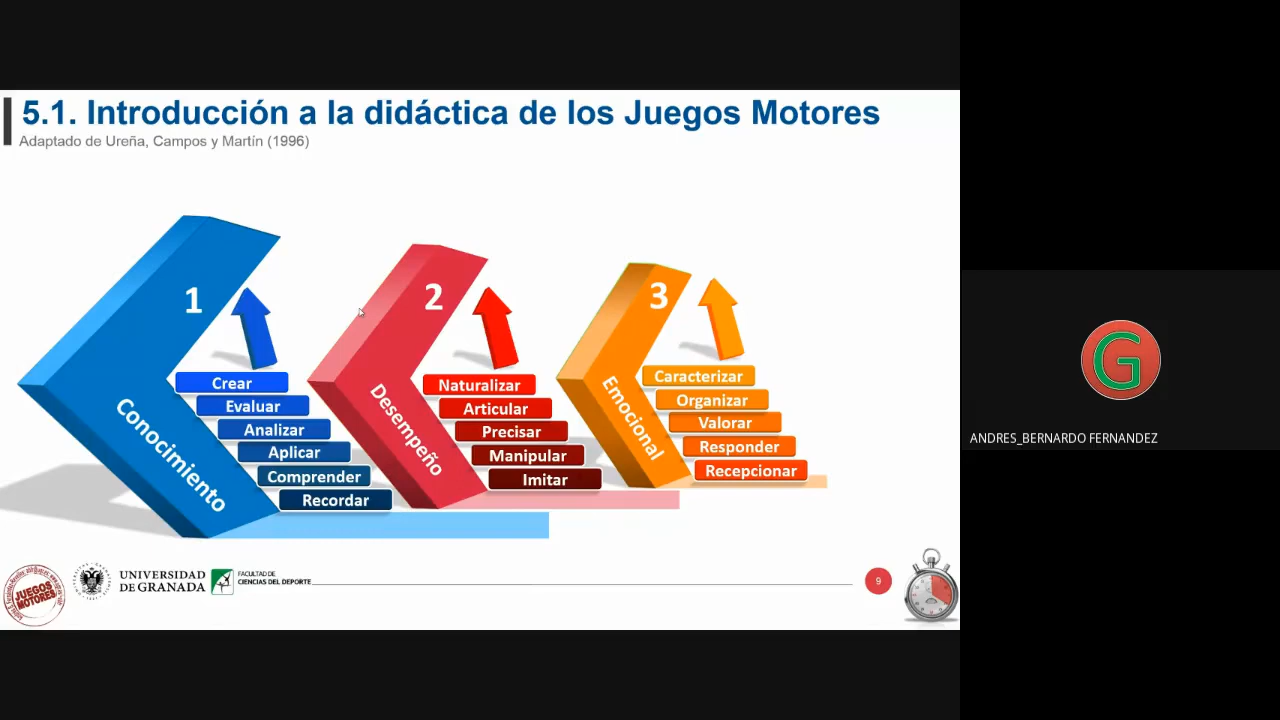 5.1. Introducción a la didáctica de los Juegos Motores
Adaptado de Ureña, Campos y Martín (1996)
1
Conocimiento
Crear
Evaluar
Analizar
Aplicar
Comprender
Recordar
2
Desempeño
Naturalizar
Articular
Precisar
Manipular
Imitar
3
Emocional
Caracterizar
Organizar
Valorar
Responder
Recepcionar
JUEGOS
MOTORES
UNIVERSIDAD
DE GRANADA
FACULTAD DE
CIENCIAS DEL DEPORTE
9
G
ANDRES_BERNARDO FERNANDEZ